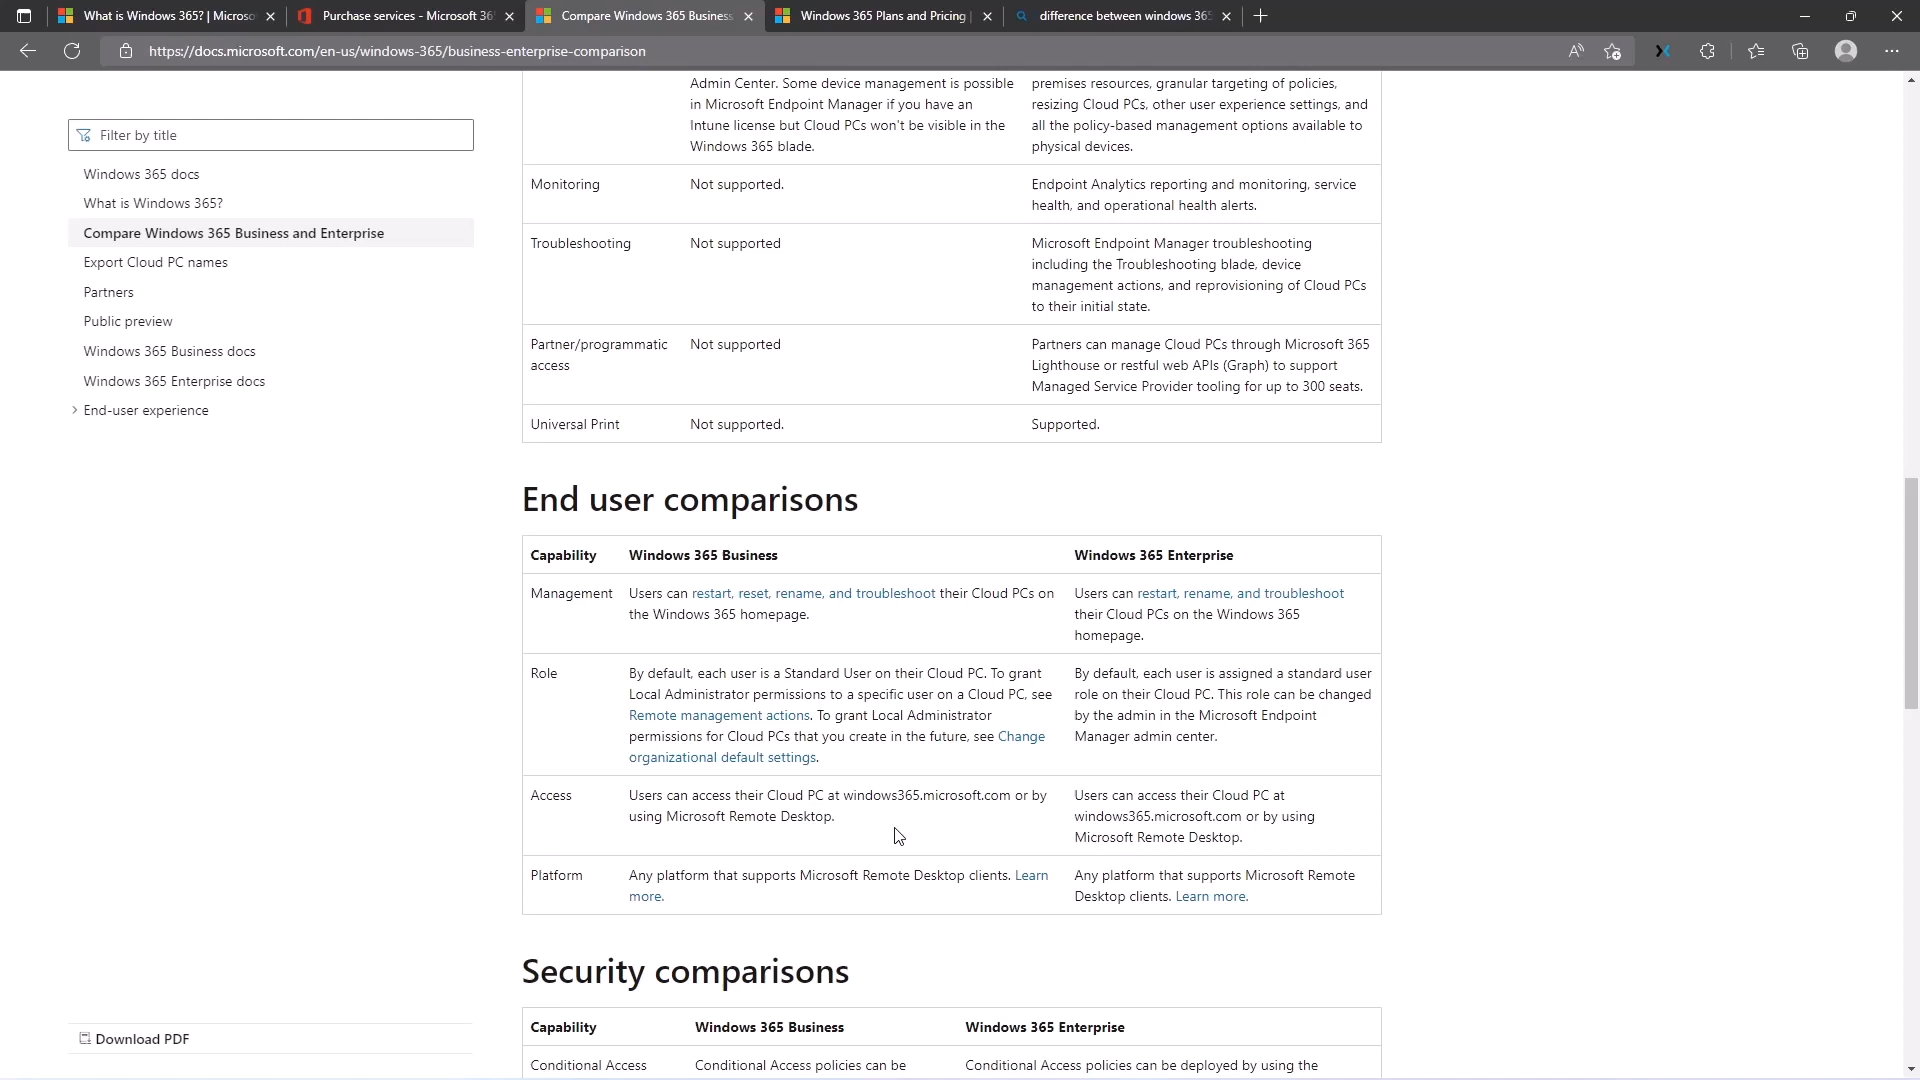 What is Windows 365? | Microso
Purchase services - Microsoft 36
Compare Windows 365 Business
Windows 365 Plans and Pricing |
difference between windows 365
https://docs.microsoft.com/en-us/windows-365/business-enterprise-comparison
Filter by title
Windows 365 docs
What is Windows 365?
Compare Windows 365 Business and Enterprise
Export Cloud PC names
Partners
Public preview
Windows 365 Business docs
Windows 365 Enterprise docs
End-user experience
Download PDF
Admin Center. Some device management is possible
in Microsoft Endpoint Manager if you have an
Intune license but Cloud PCs won't be visible in the
Windows 365 blade.
premises resources, granular targeting of policies,
resizing Cloud PCs, other user experience settings, and
all the policy-based management options available to
physical devices.
Monitoring
Not supported.
Endpoint Analytics reporting and monitoring, service
health, and operational health alerts.
Troubleshooting
Not supported
Microsoft Endpoint Manager troubleshooting
including the Troubleshooting blade, device
management actions, and reprovisioning of Cloud PCs
to their initial state.
Partner/programmatic
access
Not supported
Partners can manage Cloud PCs through Microsoft 365
Lighthouse or restful web APIs (Graph) to support
Managed Service Provider tooling for up to 300 seats.
Universal Print
Not supported.
Supported.
End user comparisons
Capability
Windows 365 Business
Windows 365 Enterprise
Management
Users can restart, reset, rename, and troubleshoot their Cloud PCs on
the Windows 365 homepage.
Users can restart, rename, and troubleshoot
their Cloud PCs on the Windows 365
homepage.
Role
By default, each user is a Standard User on their Cloud PC. To grant
Local Administrator permissions to a specific user on a Cloud PC, see
Remote management actions. To grant Local Administrator
permissions for Cloud PCs that you create in the future, see Change
organizational default settings.
By default, each user is assigned a standard user
role on their Cloud PC. This role can be changed
by the admin in the Microsoft Endpoint
Manager admin center.
Access
Users can access their Cloud PC at windows365.microsoft.com or by
using Microsoft Remote Desktop.
Users can access their Cloud PC at
windows365.microsoft.com or by using
Microsoft Remote Desktop.
Platform
Any platform that supports Microsoft Remote Desktop clients. Learn
more.
Any platform that supports Microsoft Remote
Desktop clients. Learn more.
Security comparisons
Capability
Windows 365 Business
Windows 365 Enterprise
Conditional Access
Conditional Access policies can be
Conditional Access policies can be deployed by using the